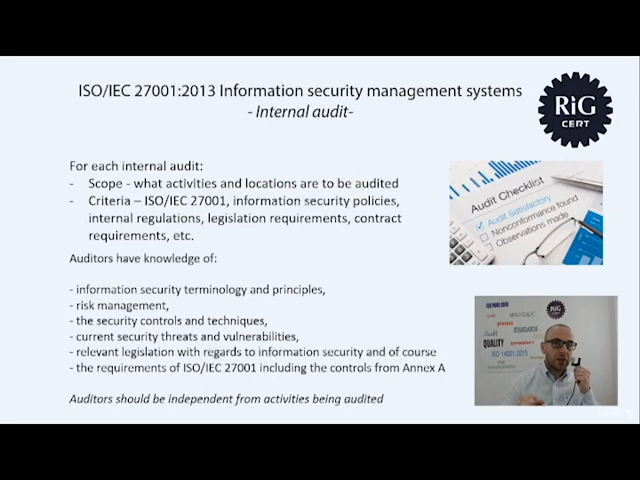 ISO/IEC 27001:2013 Information security management systems
- Internal audit-
RiG
CERT
For each internal audit:
- Scope - what activities and locations are to be audited
- Criteria – ISO/IEC 27001, information security policies,
internal regulations, legislation requirements, contract
requirements, etc.
Audit Checklist
Audit Satisfactory
Nonconformance found
Observations made
Auditors have knowledge of:
- information security terminology and principles,
- risk management,
- the security controls and techniques,
- current security threats and vulnerabilities,
- relevant legislation with regards to information security and of course
- the requirements of ISO/IEC 27001 including the controls from Annex A
Auditors should be independent from activities being audited
RiG
process
STANDARDS
Audit
QUALITY
ISO 14001:2015